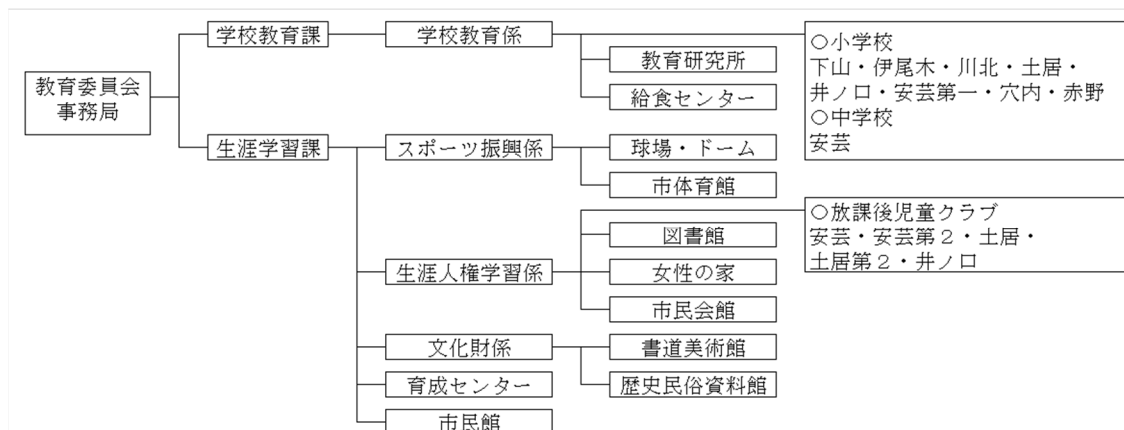 教育委員会
事務局
学校教育課
学校教育係
教育研究所
給食センター
○小学校
下山・伊尾木・川北・土居・
井ノ口・安芸第一・穴内・赤野
○中学校
安芸
生涯学習課
スポーツ振興係
球場・ドーム
市体育館
生涯人権学習係
○放課後児童クラブ
安芸・安芸第２・土居・
土居第２・井ノ口
図書館
女性の家
市民会館
文化財係
書道美術館
歴史民俗資料館
育成センター
市民館